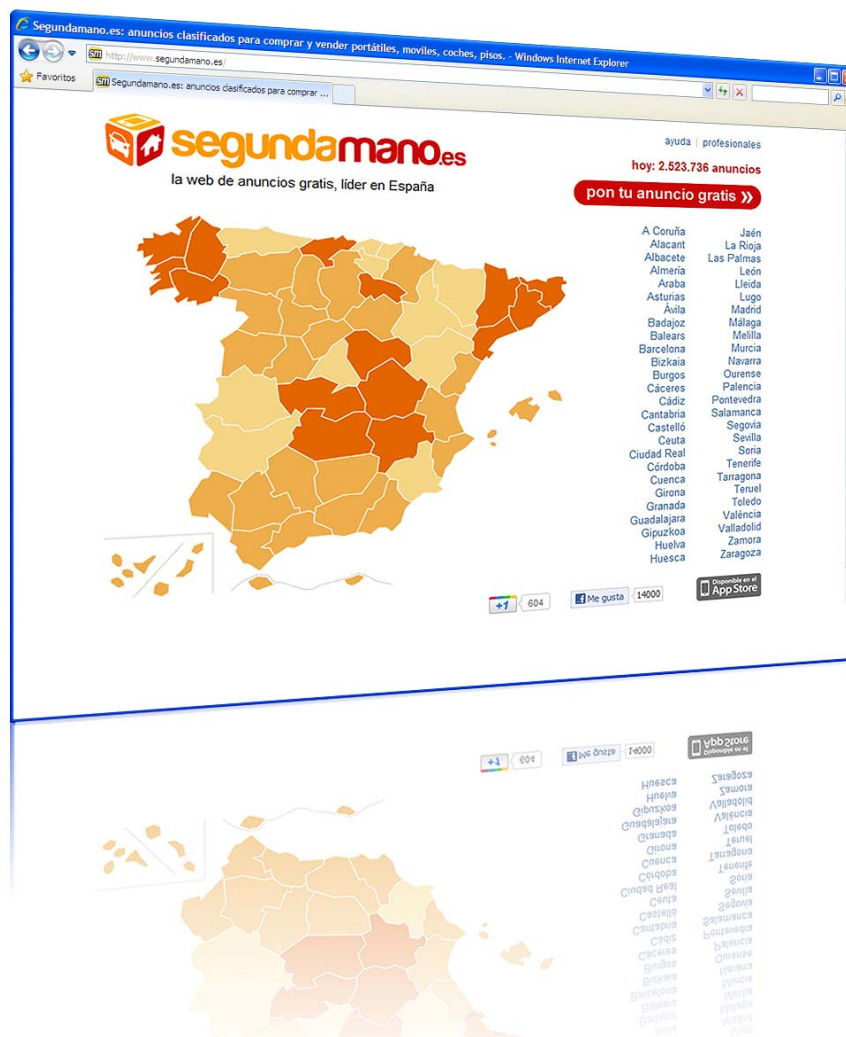 Segundamano.es: anuncios clasificados para comprar y vender portátiles, moviles, coches, pisos. - Windows Internet Explorer
http://www.segundamano.es/
Favoritos
Segundamano.es: anuncios clasificados para comprar ...
segundamano.es
la web de anuncios gratis, líder en España
ayuda | profesionales
hoy: 2.523.736 anuncios
pon tu anuncio gratis »
A Coruña
Alacant
Albacete
Almería
Araba
Asturias
Ávila
Badajoz
Balears
Barcelona
Bizkaia
Burgos
Cáceres
Cádiz
Cantabria
Castelló
Ceuta
Ciudad Real
Córdoba
Cuenca
Girona
Granada
Guadalajara
Gipuzkoa
Huelva
Huesca
Jaén
La Rioja
Las Palmas
León
Lleida
Lugo
Madrid
Málaga
Melilla
Murcia
Navarra
Ourense
Palencia
Pontevedra
Salamanca
Segovia
Sevilla
Soria
Tenerife
Tarragona
Teruel
Toledo
València
Valladolid
Zamora
Zaragoza
+1 604
Me gusta 14000
Disponible en el
App Store